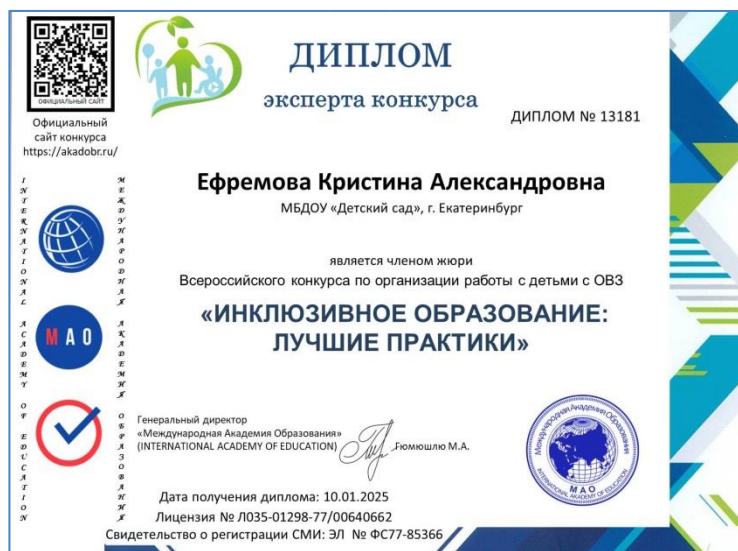 ОФИЦИАЛЬНЫЙ САЙТ
Официальный
сайт конкурса
https://akadobr.ru/
ДИПЛОМ
эксперта конкурса
ДИПЛОМ № 13181
Ефремова Кристина Александровна
МБДОУ «Детский сад», г. Екатеринбург
является членом жюри
Всероссийского конкурса по организации работы с детьми с ОВЗ
«ИНКЛЮЗИВНОЕ ОБРАЗОВАНИЕ:
ЛУЧШИЕ ПРАКТИКИ»
INTERNATIONAL ACADEMY OF EDUCATION
МЕЖДУНАРОДНАЯ АКАДЕМИЯ ОБРАЗОВАНИЯ
МАО
Генеральный директор
«Международная Академия Образования»
(INTERNATIONAL ACADEMY OF EDUCATION)
Гюмюшлю М.А.
Международная Академия Образования
МАО
INTERNATIONAL ACADEMY OF EDUCATION
Дата получения диплома: 10.01.2025
Лицензия № Л035-01298-77/00640662
Свидетельство о регистрации СМИ: ЭЛ № ФС77-85366